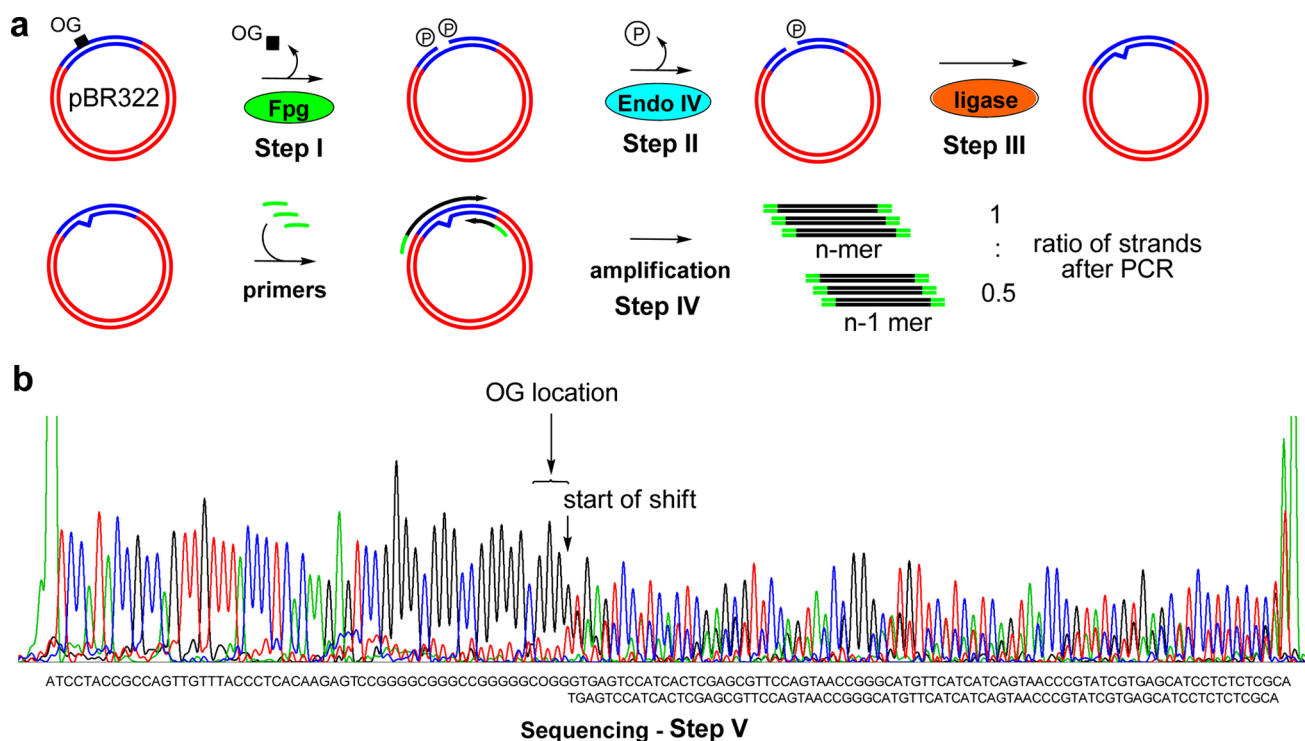 a
OG
pBR322
OG
Fpg
Step I
P
P
P
Endo IV
Step II
P
ligase
Step III
primers
amplification
Step IV
n-mer
n-1 mer
1
:
0.5
ratio of strands
after PCR
b
OG location
start of shift
ATCCTACCGCCAGTTGTTTACCCTCACAAGAGTCCGGGGCGGGCCGGGGGCOGGGTGAGTCCATCACTCGAGCGTTCCAGTAACCGGGCATGTTCATCATCAGTAACCCGTATCGTGAGCATCCTCTCTCGCA
TGAGTCCATCACTCGAGCGTTCCAGTAACCGGGCATGTTCATCATCAGTAACCCGTATCGTGAGCATCCTCTCTCGCA
Sequencing - Step V